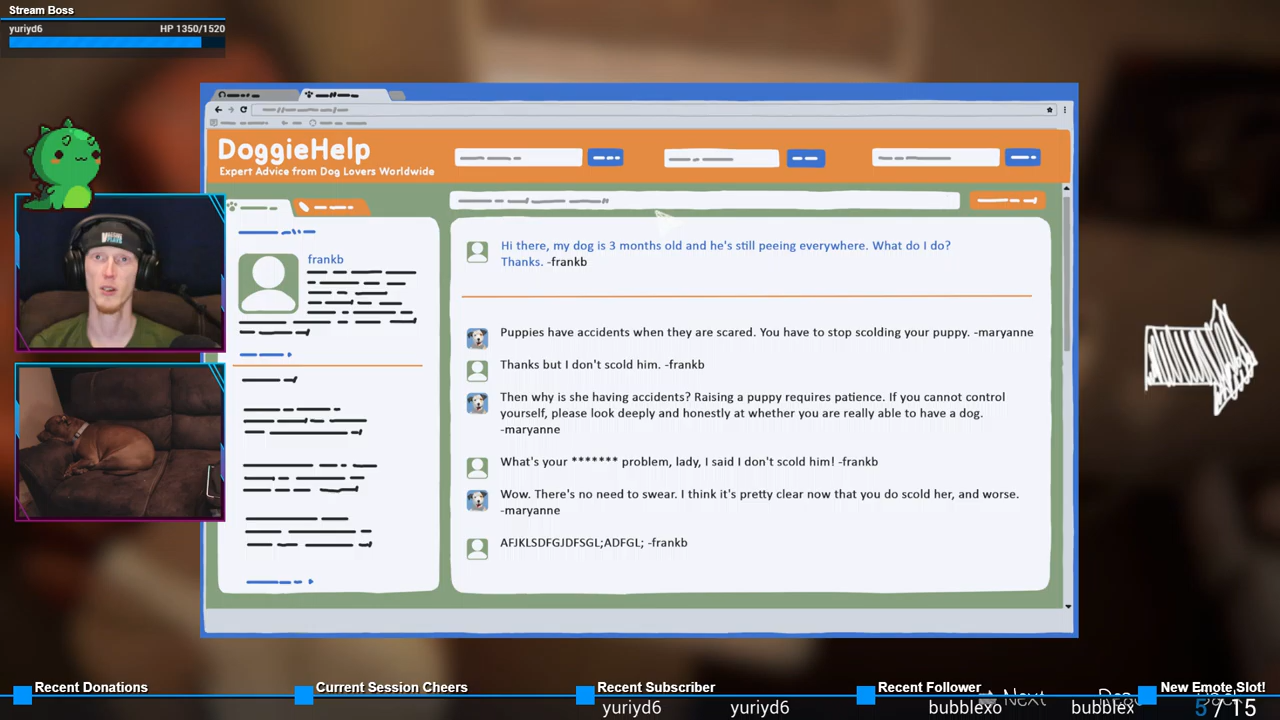 Stream Boss
yuriyd6 HP 1350/1520
DoggieHelp
Expert Advice from Dog Lovers Worldwide
frankb
Hi there, my dog is 3 months old and he's still peeing everywhere. What do I do?
Thanks. -frankb
Puppies have accidents when they are scared. You have to stop scolding your puppy. -maryanne
Thanks but I don't scold him. -frankb
Then why is she having accidents? Raising a puppy requires patience. If you cannot control
yourself, please look deeply and honestly at whether you are really able to have a dog.
-maryanne
What's your ******* problem, lady, I said I don't scold him! -frankb
Wow. There's no need to swear. I think it's pretty clear now that you do scold her, and worse.
-maryanne
AFJKLSDFGJDFSGL;ADFGL; -frankb
Recent Donations
Current Session Cheers
Recent Subscriber
yuriyd6 yuriyd6
Recent Follower
bubblexo bubblex
Next
New Emote Slot!
5 / 15